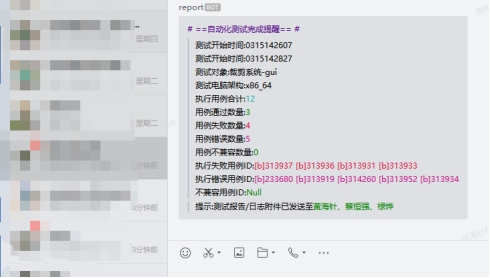 report BOT
# ==自动化测试完成提醒== #
测试开始时间:0315142607
测试开始时间:0315142827
测试对象:裁剪系统-gui
测试电脑架构:x86_64
执行用例合计:12
用例通过数量:3
用例失败数量:4
用例错误数量:5
用例不兼容数量:0
执行失败用例ID:[b]313937 [b]313936 [b]313931 [b]313933
执行错误用例ID:[b]233680 [b]313919 [b]314260 [b]313952 [b]313934
不兼容用例ID:Null
提示:测试报告/日志附件已发送至黄海针、蔡恒强、禄烨
星期四
星期二
星期二
分钟前
2分钟前
3分钟前